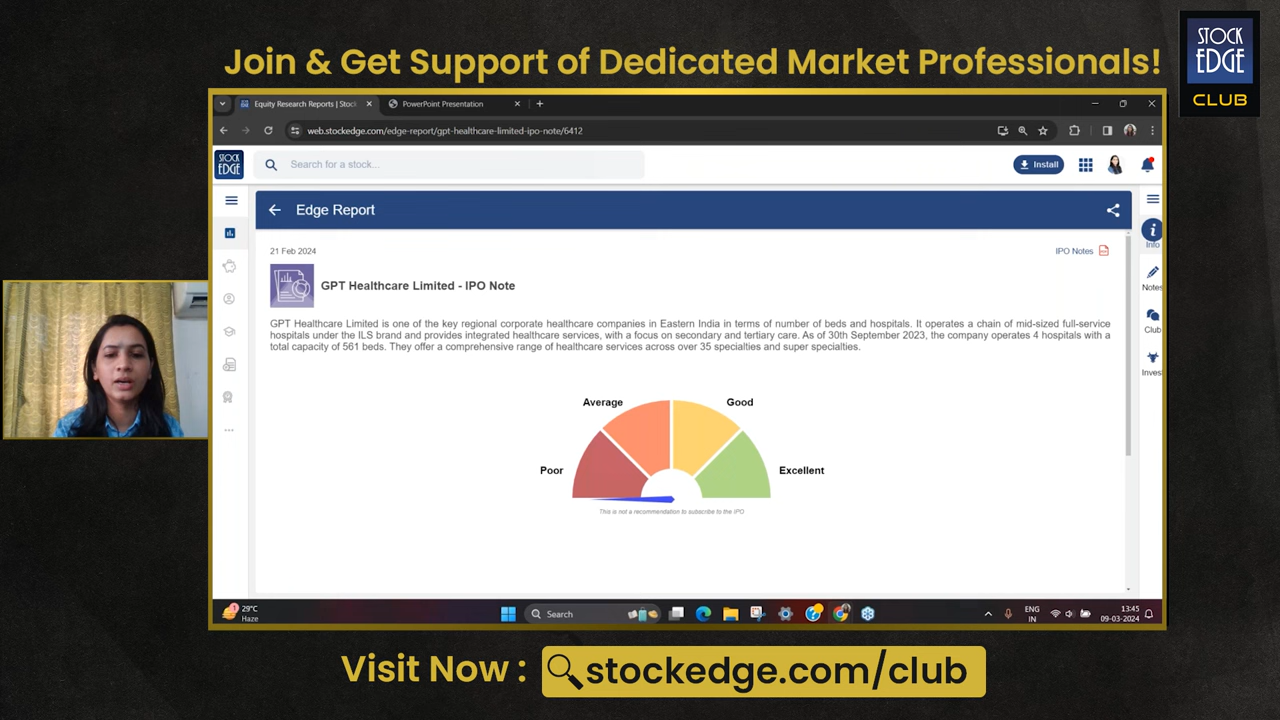 Join & Get Support of Dedicated Market Professionals!
STOCK
EDGE
CLUB
Equity Research Reports | Stoc
PowerPoint Presentation
web.stockedge.com/edge-report/gpt-healthcare-limited-ipo-note/6412
STOCK
EDGE
Search for a stock...
Install
Edge Report
Info
21 Feb 2024
IPO Notes
GPT Healthcare Limited - IPO Note
Notes
GPT Healthcare Limited is one of the key regional corporate healthcare companies in Eastern India in terms of number of beds and hospitals. It operates a chain of mid-sized full-service
hospitals under the ILS brand and provides integrated healthcare services, with a focus on secondary and tertiary care. As of 30th September 2023, the company operates 4 hospitals with a
total capacity of 561 beds. They offer a comprehensive range of healthcare services across over 35 specialties and super specialties.
Club
Inves
Average
Good
Poor
Excellent
This is not a recommendation to subscribe to the IPO
1
29°C
Haze
Search
ENG
IN
13:45
09-03-2024
Visit Now :
stockedge.com/club